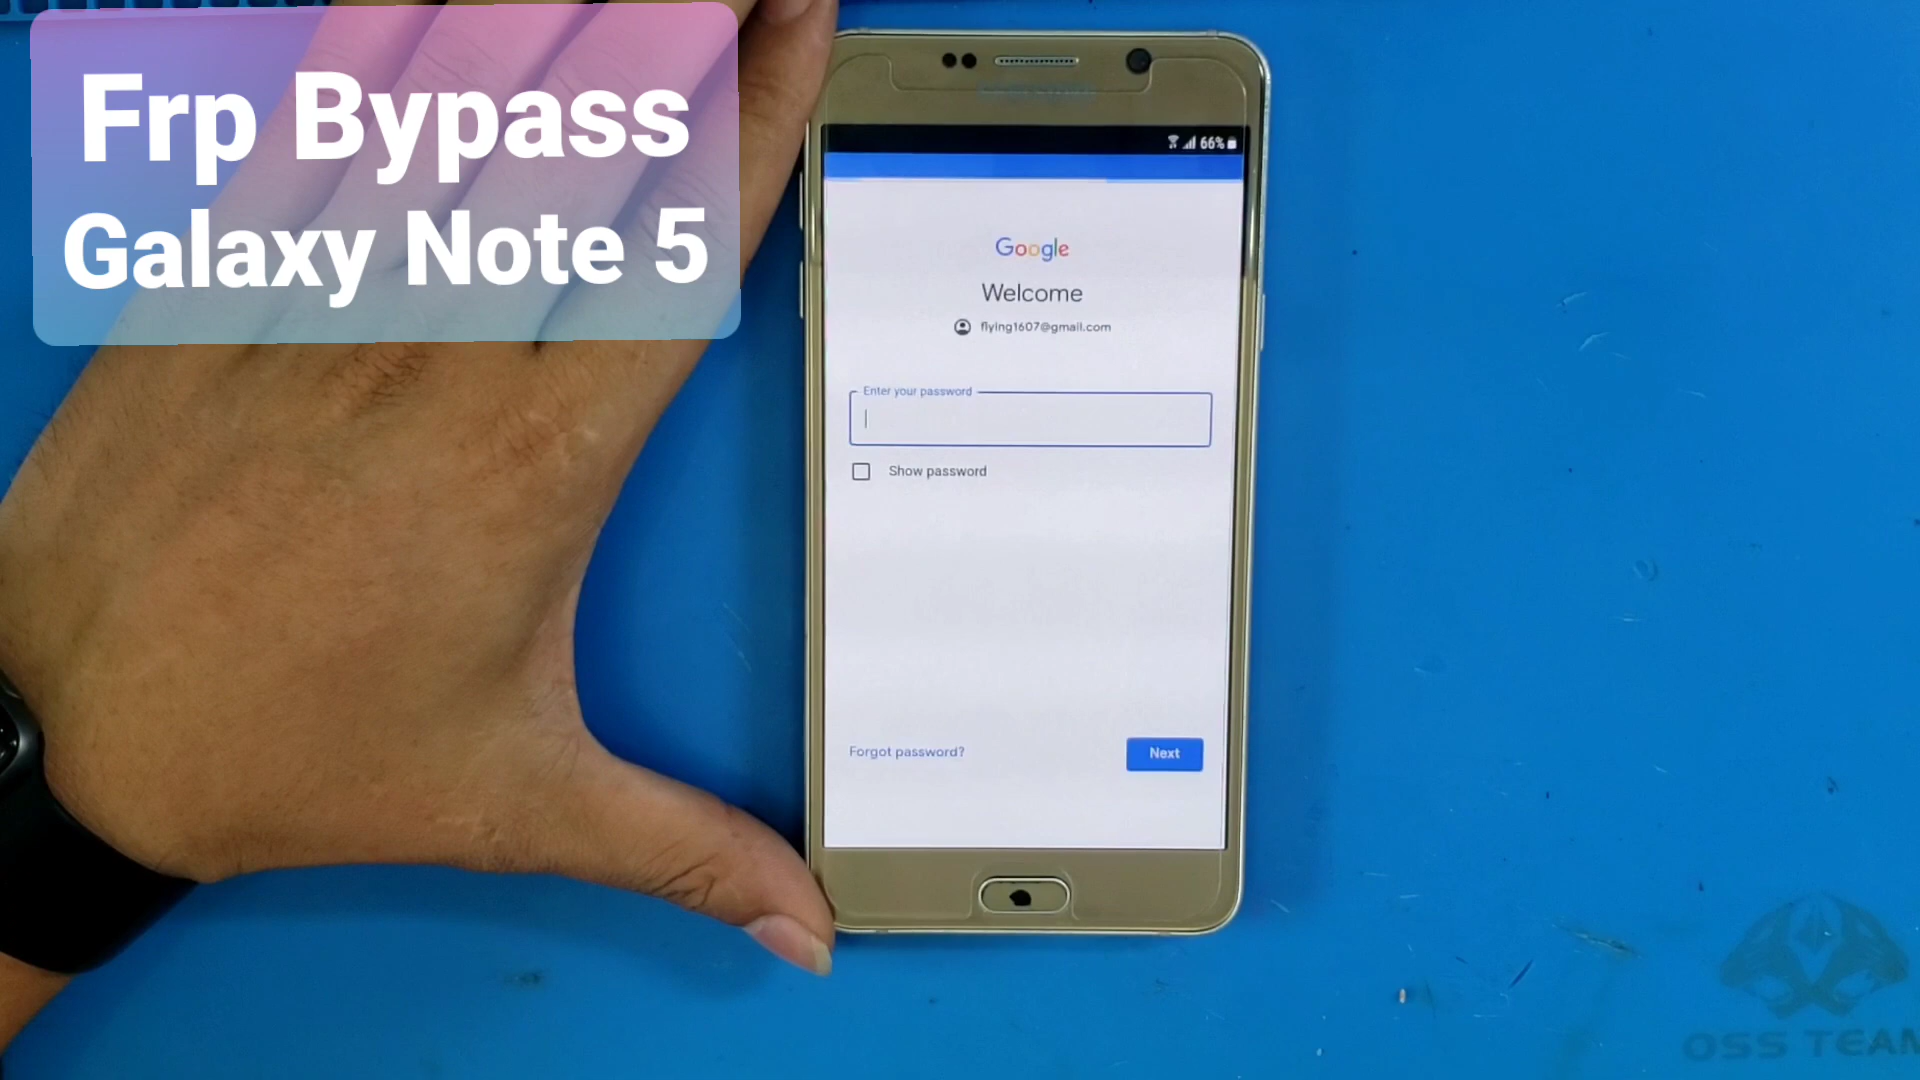 Frp Bypass
Galaxy Note 5
66%
Google
Welcome
flying1607@gmail.com
Enter your password
Show password
Forgot password?
Next
OSS TEAM